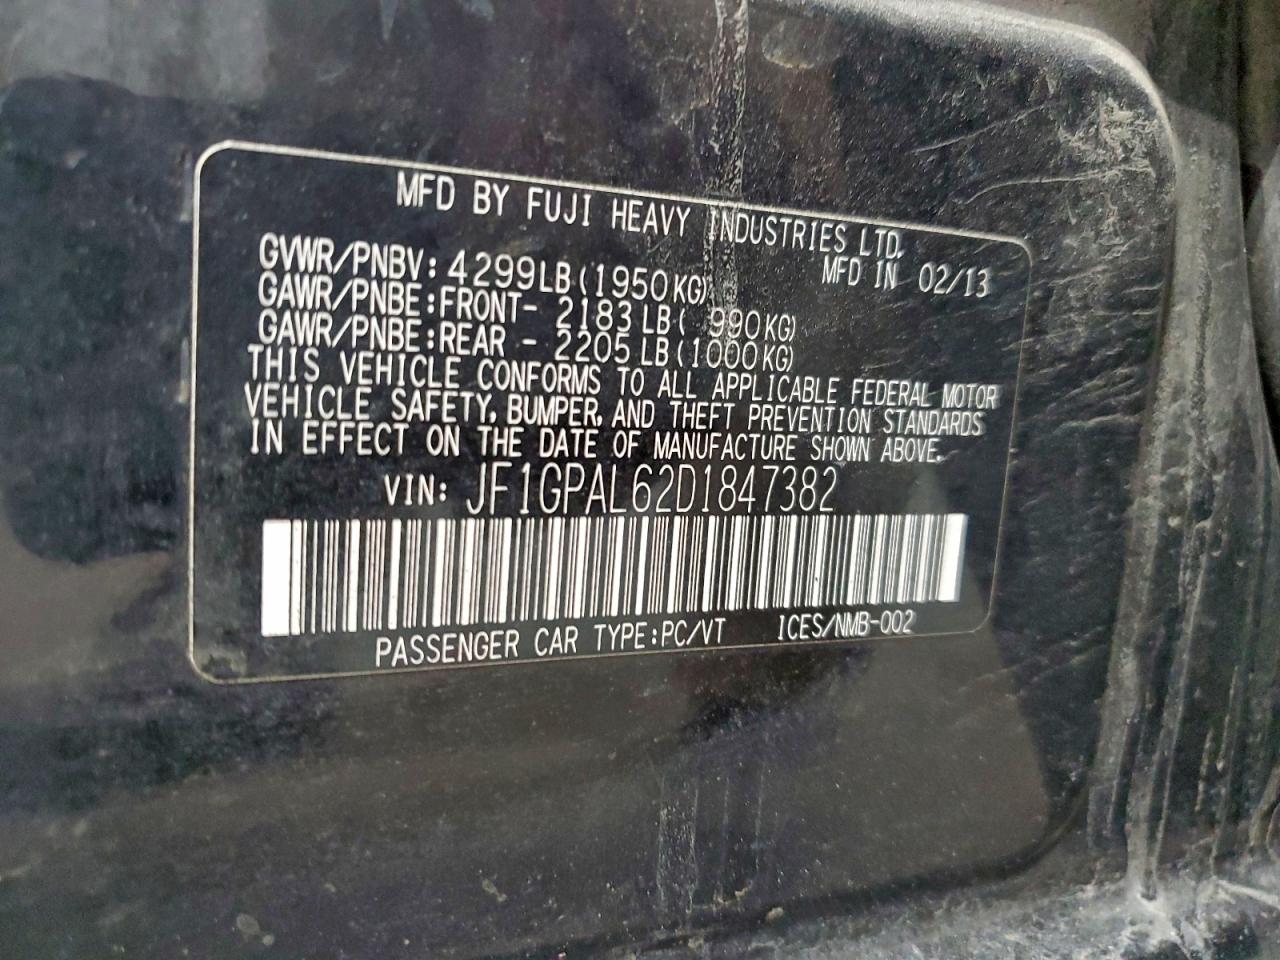 MFD BY FUJI HEAVY INDUSTRIES LTD.
MFD IN 02/13
GVWR/PNBV: 4299LB(1950KG)
GAWR/PNBE:FRONT- 2183LB( 990KG)
GAWR/PNBE:REAR - 2205LB(1000KG)
THIS VEHICLE CONFORMS TO ALL APPLICABLE FEDERAL MOTOR
VEHICLE SAFETY, BUMPER, AND THEFT PREVENTION STANDARDS
IN EFFECT ON THE DATE OF MANUFACTURE SHOWN ABOVE.
VIN: JF1GPAL62D1847382
PASSENGER CAR TYPE:PC/VT ICES/NMB-002